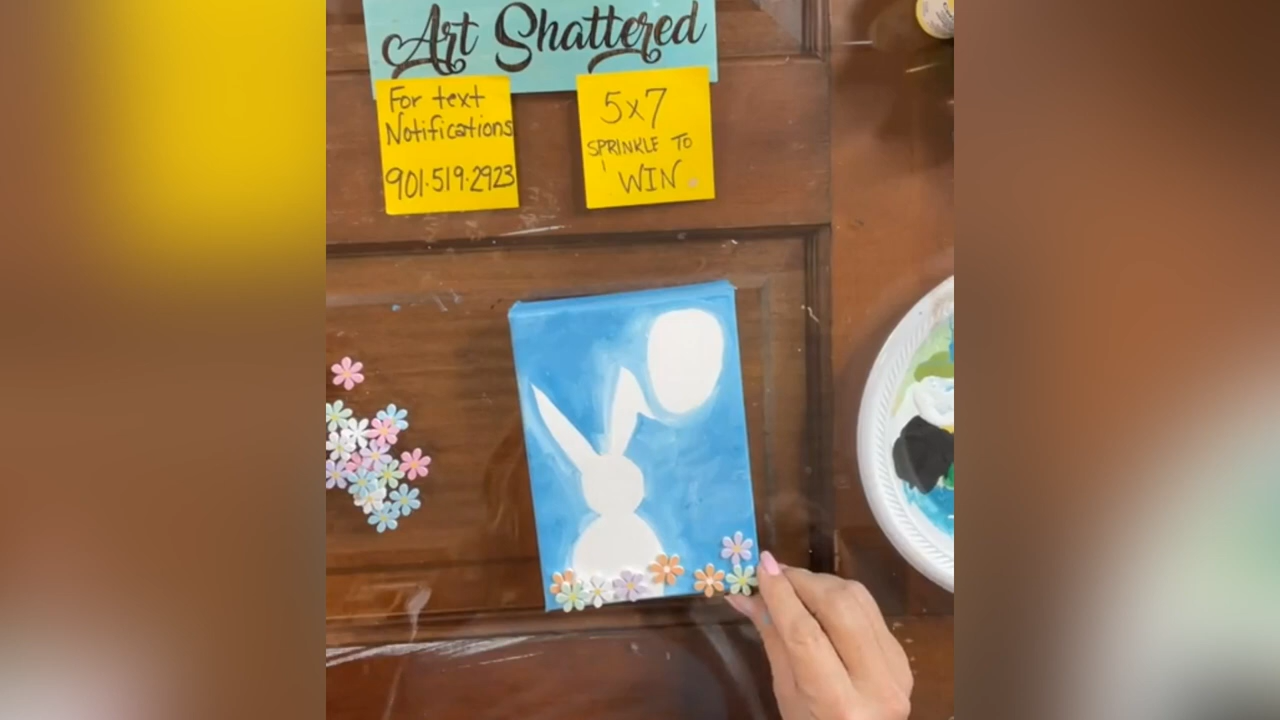 Art Shattered
For text
Notifications
901.519.2923
5x7
SPRINKLE TO
WIN.